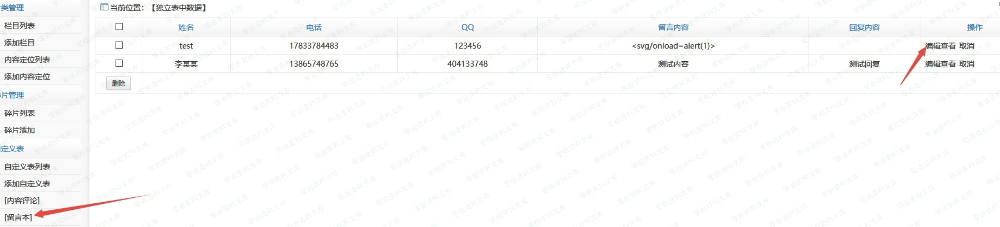 类管理
栏目列表
添加栏目
内容定位列表
添加内容定位
片管理
碎片列表
碎片添加
定义表
自定义表列表
添加自定义表
[内容评论]
[留言本]
当前位置：【独立表中数据】
姓名 电话 QQ 留言内容 回复内容 操作
test 17833784483 123456 <svg/onload=alert(1)> 编辑查看 取消
李某某 13865748765 404133748 测试内容 测试回复 编辑查看 取消
删除
零组资料文库